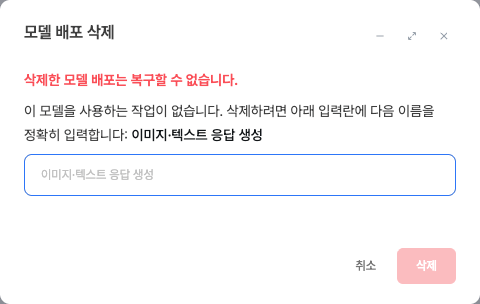 모델 배포 삭제
삭제한 모델 배포는 복구할 수 없습니다.
이 모델을 사용하는 작업이 없습니다. 삭제하려면 아래 입력란에 다음 이름을
정확히 입력합니다: 이미지·텍스트 응답 생성
이미지·텍스트 응답 생성
취소
삭제